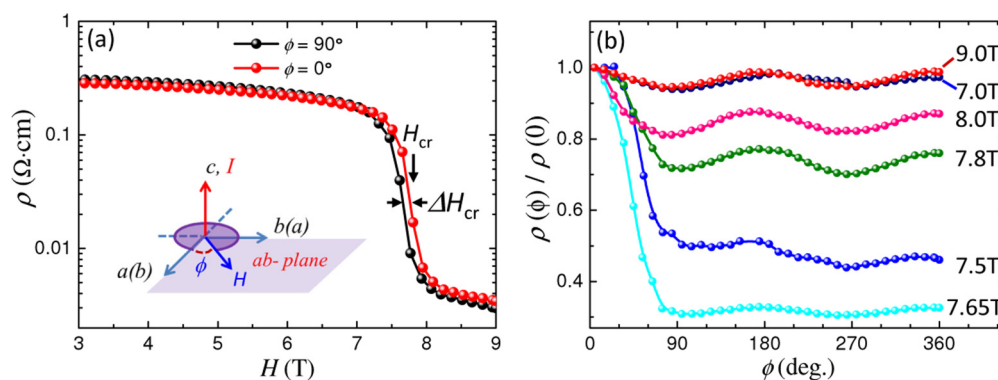 (a)
ϕ = 90°
ϕ = 0°
H_cr
ΔH_cr
c, I
b(a)
a(b)
ϕ
H
ab- plane
ρ (Ω·cm)
1
0.1
0.01
3 4 5 6 7 8 9
H (T)
(b)
9.0T
7.0T
8.0T
7.8T
7.5T
7.65T
ρ(ϕ) / ρ(0)
1.0
0.8
0.6
0.4
0 90 180 270 360
ϕ (deg.)